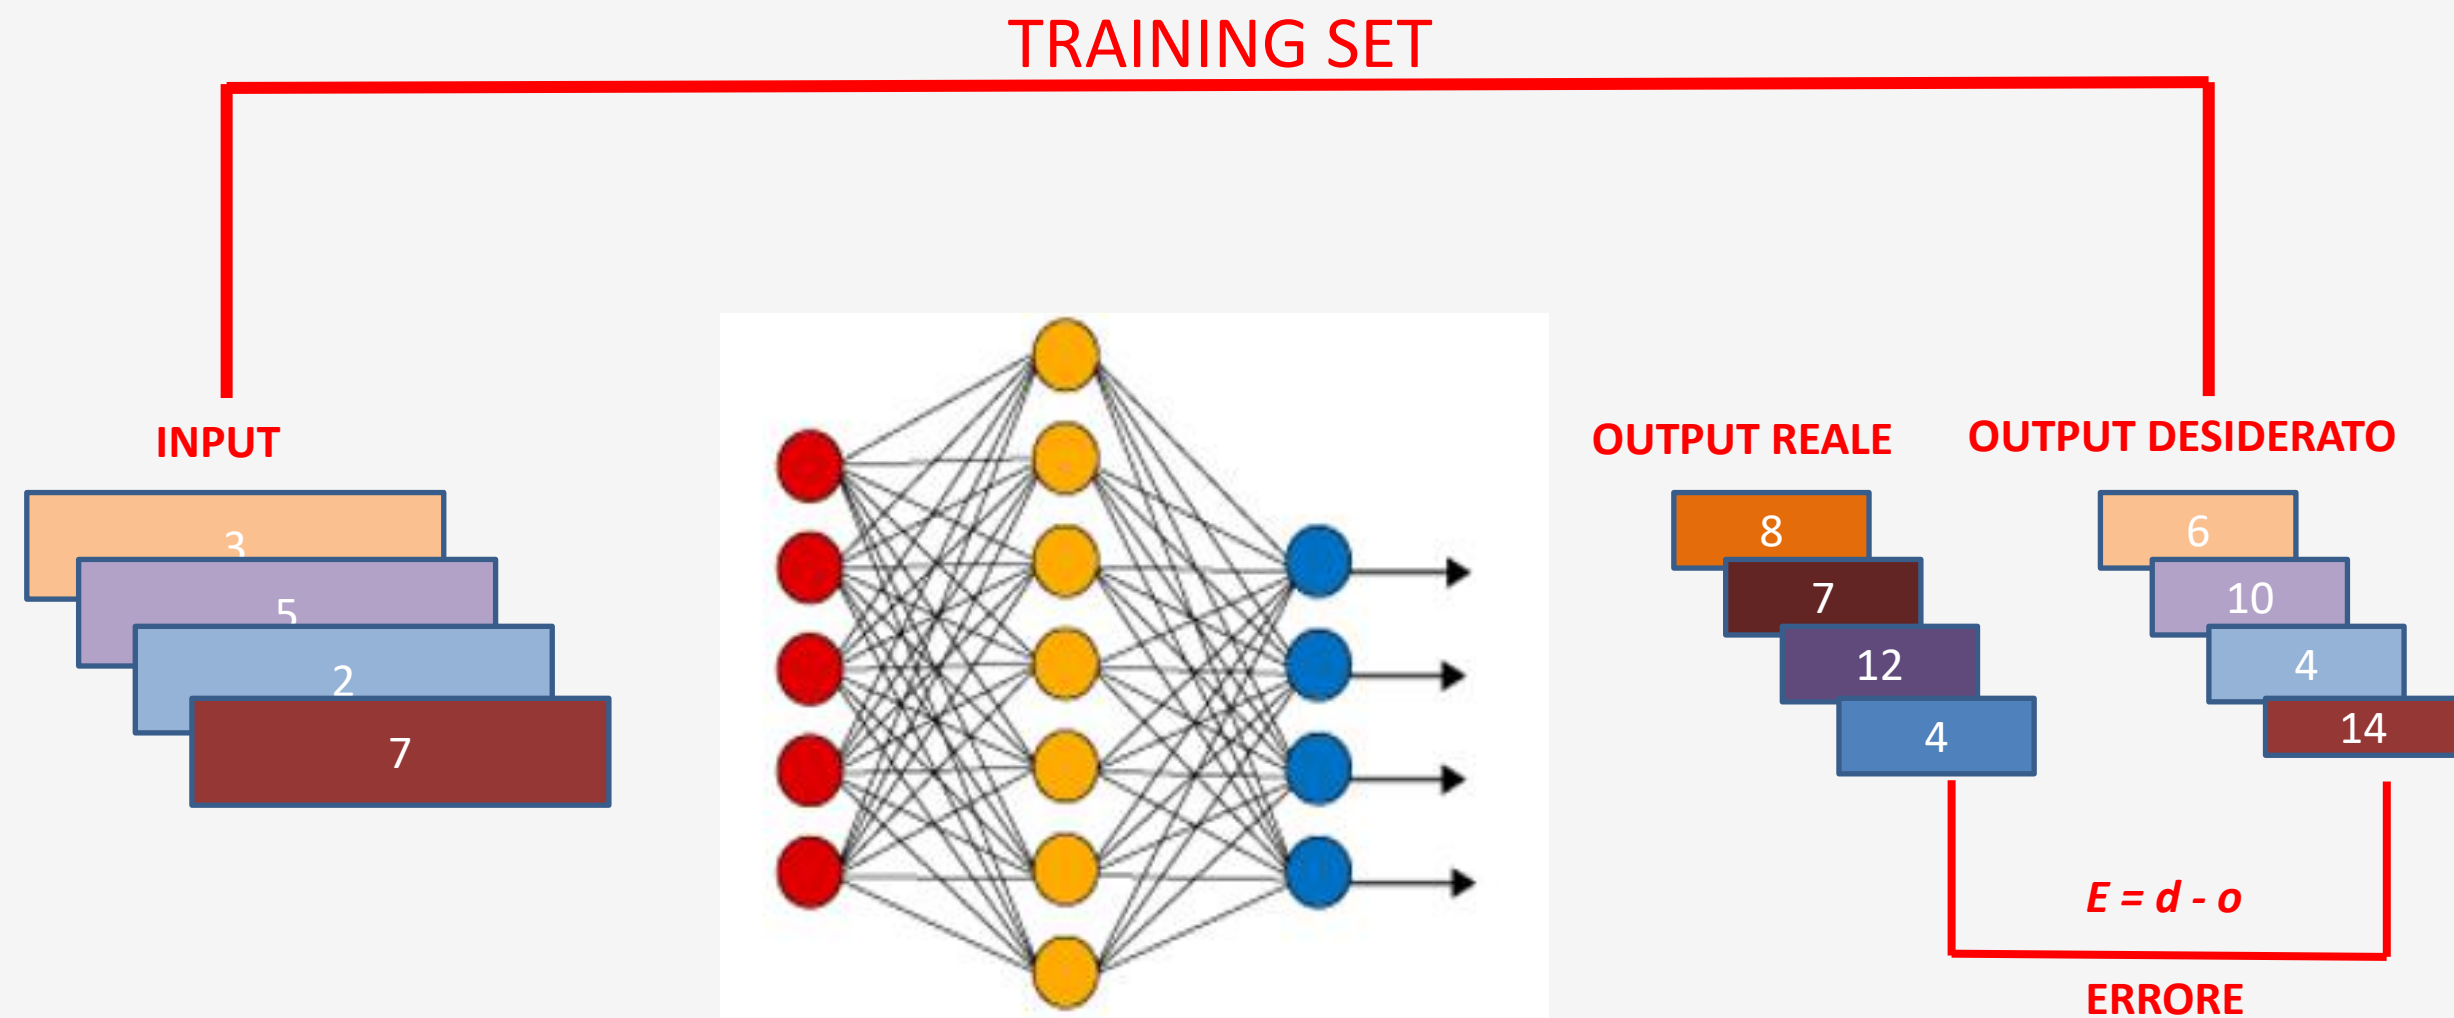 TRAINING SET
INPUT
3
5
2
7
OUTPUT REALE
8
7
12
4
OUTPUT DESIDERATO
6
10
4
14
E = d - o
ERRORE